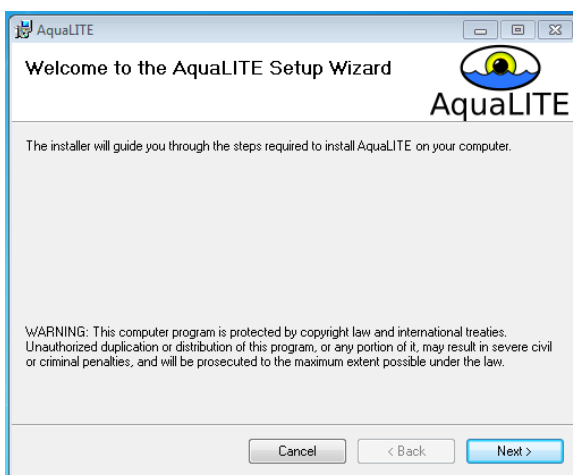 AquaLITE
Welcome to the AquaLITE Setup Wizard
AquaLITE
The installer will guide you through the steps required to install AquaLITE on your computer.
WARNING: This computer program is protected by copyright law and international treaties.
Unauthorized duplication or distribution of this program, or any portion of it, may result in severe civil
or criminal penalties, and will be prosecuted to the maximum extent possible under the law.
Cancel
< Back
Next >